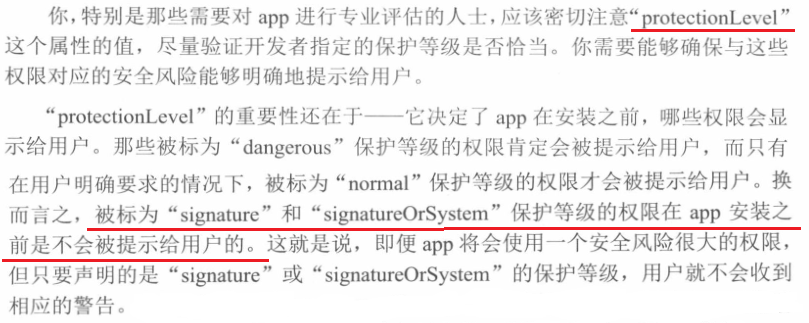 你，特别是那些需要对 app 进行专业评估的人士，应该密切注意“protectionLevel”
这个属性的值，尽量验证开发者指定的保护等级是否恰当。你需要能够确保与这些
权限对应的安全风险能够明确地提示给用户。
“protectionLevel”的重要性还在于——它决定了 app 在安装之前，哪些权限会显
示给用户。那些被标为“dangerous”保护等级的权限肯定会被提示给用户，而只有
在用户明确要求的情况下，被标为“normal”保护等级的权限才会被提示给用户。换
而言之，被标为“signature”和“signatureOrSystem”保护等级的权限在 app 安装之
前是不会被提示给用户的。这就是说，即便 app 将会使用一个安全风险很大的权限，
但只要声明的是“signature”或“signatureOrSystem”的保护等级，用户就不会收到
相应的警告。